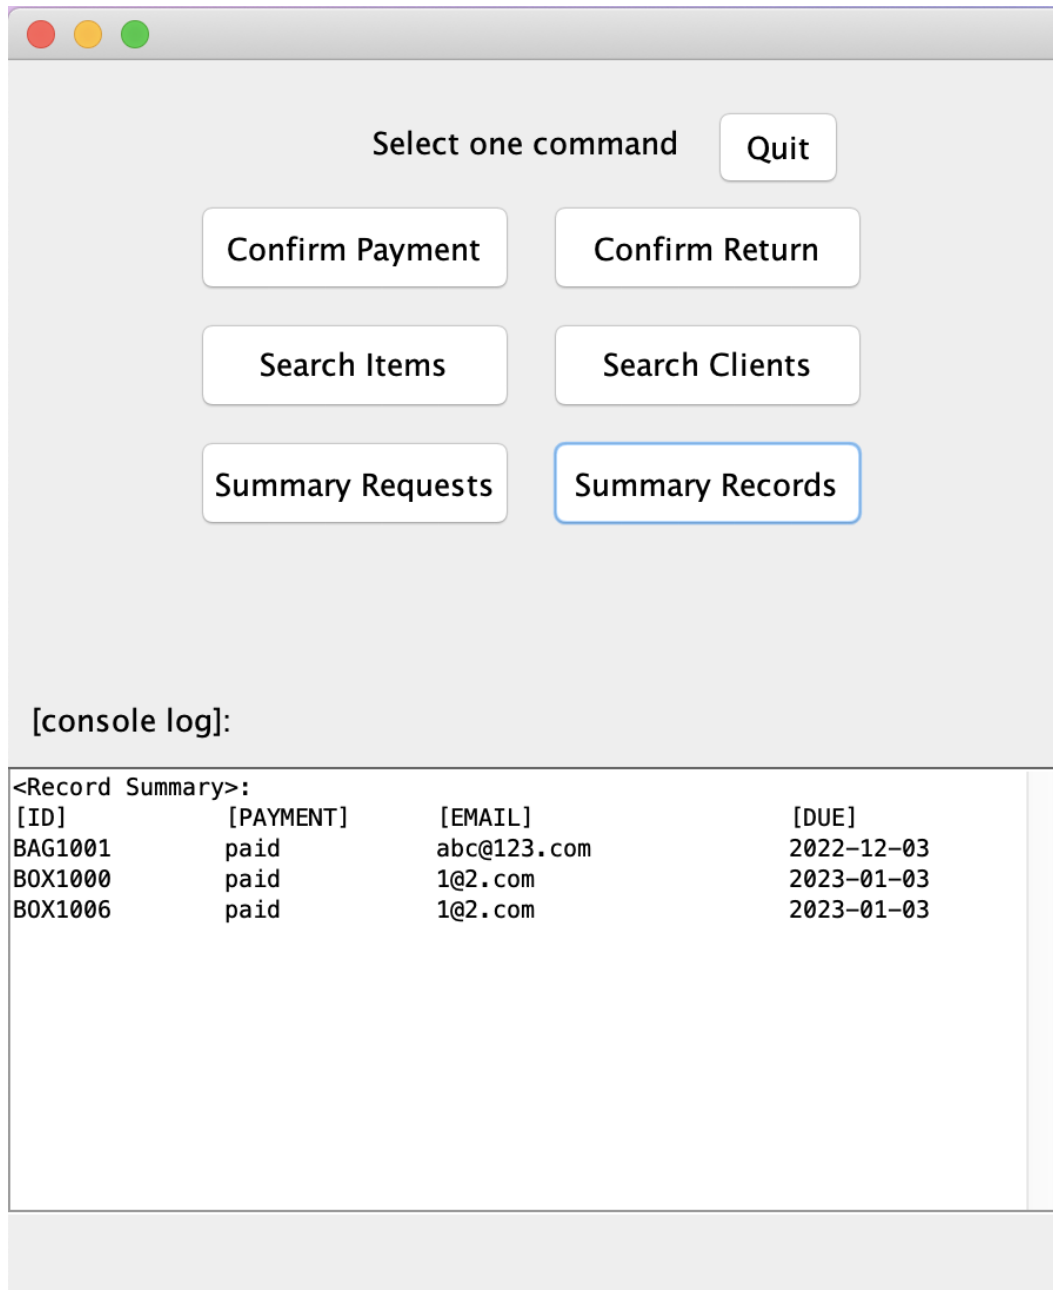 Select one command Quit
Confirm Payment Confirm Return
Search Items Search Clients
Summary Requests Summary Records
[console log]:
<Record Summary>:
[ID] [PAYMENT] [EMAIL] [DUE]
BAG1001 paid abc@123.com 2022-12-03
BOX1000 paid 1@2.com 2023-01-03
BOX1006 paid 1@2.com 2023-01-03